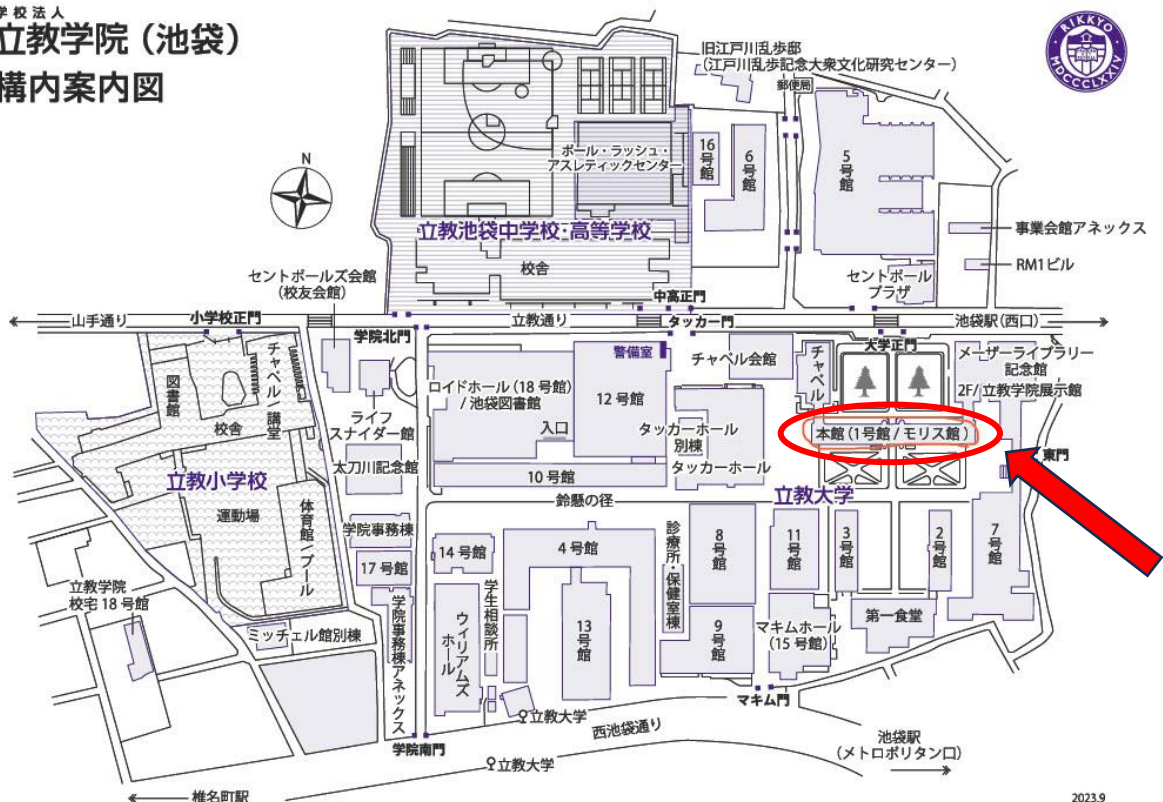 学校法人
立教学院（池袋）
構内案内図
RIKKYO
MDCCCLXXIV
旧江戸川乱歩邸
（江戸川乱歩記念大衆文化研究センター）
郵便局
N
ポール・ラッシュ・
アスレティックセンター
16号館
6号館
5号館
立教池袋中学校・高等学校
校舎
事業会館アネックス
RM1ビル
セントポールズ会館
（校友会館）
セントポール
プラザ
中高正門
山手通り
小学校正門
立教通り
タッカー門
池袋駅（西口）
学院北門
警備室
チャペル会館
チャペル
大学正門
メーザーライブラリー
記念館
2F/立教学院展示館
図書館
チャペル/講堂
校舎
ライフ
スナイダー館
ロイドホール（18号館）
/池袋図書館
入口
12号館
タッカーホール
別棟
タッカーホール
本館（1号館/モリス館）
東門
立教小学校
太刀川記念館
10号館
立教大学
鈴懸の径
運動場
体育館/プール
学院事務棟
14号館
4号館
診療所・保健室棟
8号館
11号館
3号館
2号館
7号館
17号館
立教学院
校宅18号館
ミッチェル館別棟
学院事務棟アネックス
ウィリアムズ
ホール
学生相談所
13号館
9号館
マキムホール
（15号館）
第一食堂
マキム門
立教大学
西池袋通り
学院南門
立教大学
池袋駅
（メトロポリタン口）
椎名町駅
2023.9